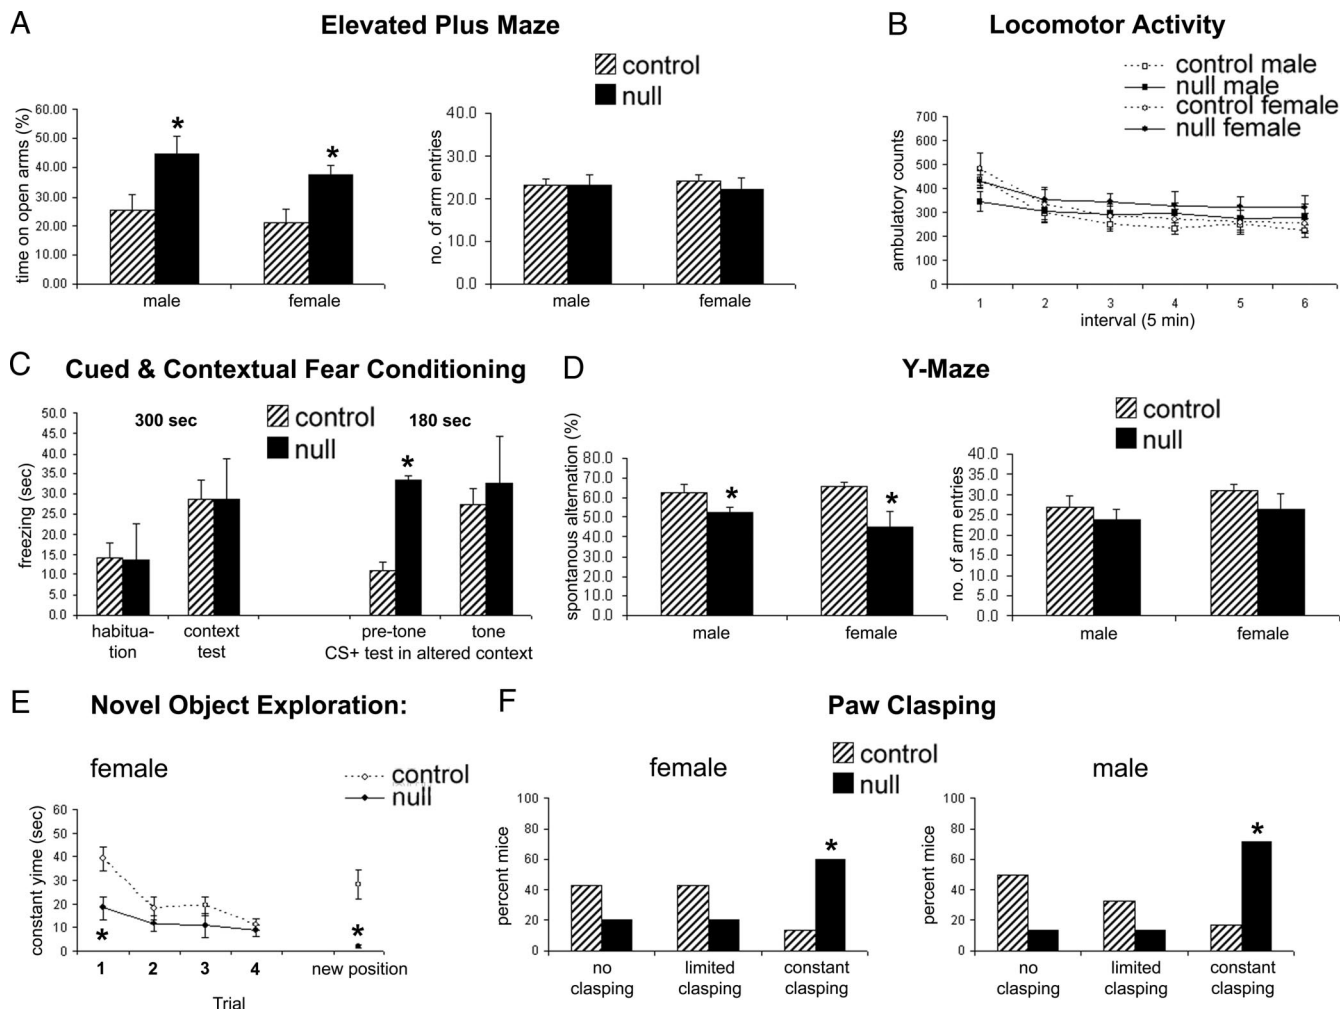 A
Elevated Plus Maze
control
null
time on open arms (%)
60.00
50.00
40.00
30.00
20.00
10.00
0.00
*
*
male
female
no. of arm entries
40.0
30.0
20.0
10.0
0.0
male
female
B
Locomotor Activity
control male
null male
control female
null female
ambulatory counts
700
600
500
400
300
200
100
0
1 2 3 4 5 6
interval (5 min)
C
Cued & Contextual Fear Conditioning
300 sec
control
null
180 sec
freezing (sec)
50.0
45.0
40.0
35.0
30.0
25.0
20.0
15.0
10.0
5.0
0.0
*
habitua-
tion
context
test
pre-tone
tone
CS+ test in altered context
D
Y-Maze
control
null
spontanous alternation (%)
80.0
70.0
60.0
50.0
40.0
30.0
20.0
10.0
0.0
*
*
male
female
no. of arm entries
40.0
35.0
30.0
25.0
20.0
15.0
10.0
5.0
0.0
male
female
E
Novel Object Exploration:
female
control
null
constant yime (sec)
60
50
40
30
20
10
0
*
*
1 2 3 4 new position
Trial
F
Paw Clasping
control
null
female
percent mice
100
80
60
40
20
0
*
no
clasping
limited
clasping
constant
clasping
male
percent mice
100
80
60
40
20
0
*
no
clasping
limited
clasping
constant
clasping